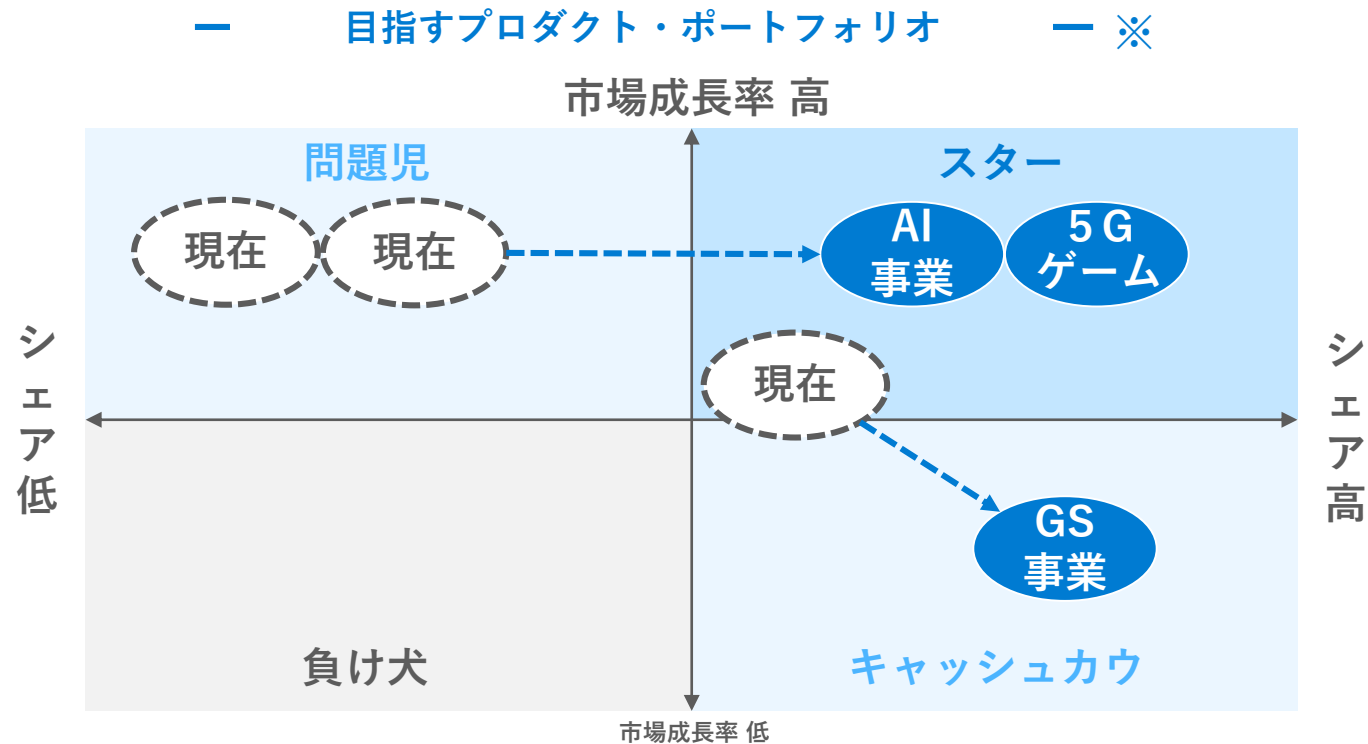 目指すプロダクト・ポートフォリオ ※
市場成長率 高
問題児
スター
現在
現在
AI
事業
5G
ゲーム
シェア低
シェア高
現在
GS
事業
負け犬
キャッシュカウ
市場成長率 低